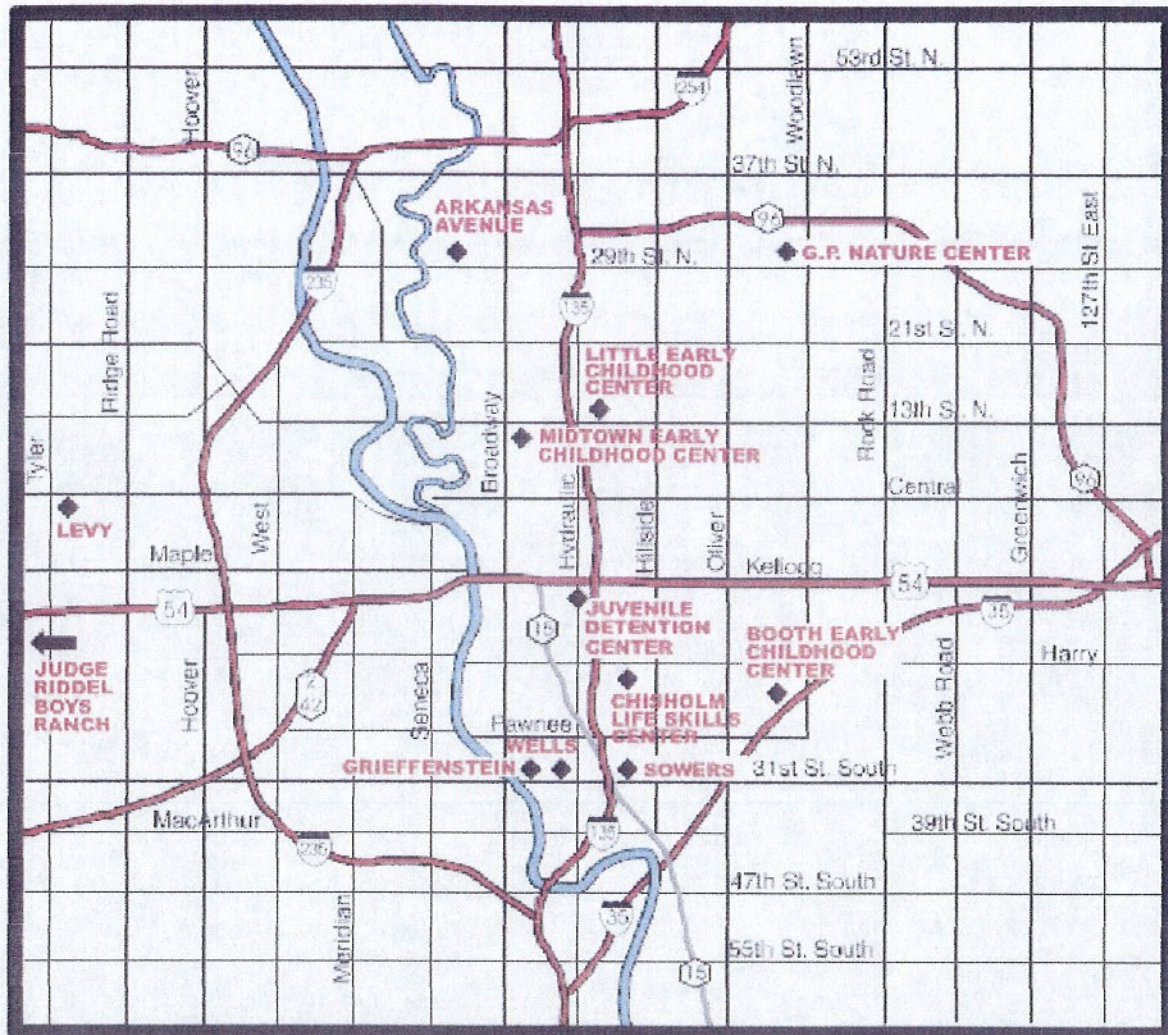 53rd St. N.
254
Hoover
Woodlawn
96
37th St. N.
ARKANSAS
AVENUE
96
127th St East
29th St. N.
G.P. NATURE CENTER
235
135
21st St. N.
Ridge Road
LITTLE EARLY
CHILDHOOD
CENTER
Rock Road
13th St. N.
Broadway
MIDTOWN EARLY
CHILDHOOD CENTER
Tyler
96
Central
LEVY
West
Hydraulic
Hillside
Oliver
Greenwich
Maple
Kellogg
54
54
15
JUVENILE
DETENTION
CENTER
35
BOOTH EARLY
CHILDHOOD
CENTER
Harry
JUDGE
RIDDEL
BOYS
RANCH
Hoover
2
42
Seneca
Webb Road
CHISHOLM
LIFE SKILLS
CENTER
Pawnee
WELLS
GRIEFFENSTEIN
SOWERS
31st St. South
MacArthur
135
39th St. South
235
47th St. South
35
Meridian
55th St. South
15